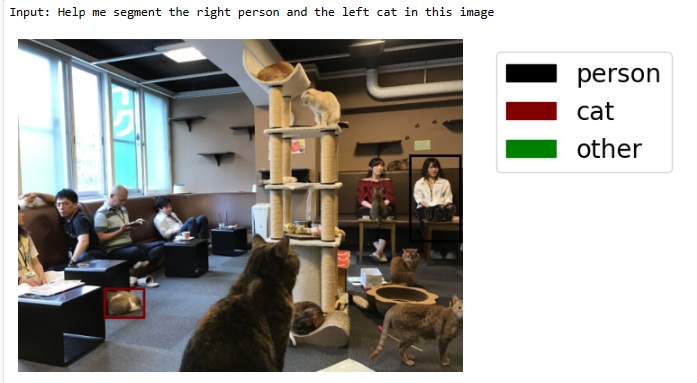 Input: Help me segment the right person and the left cat in this image
person
cat
other